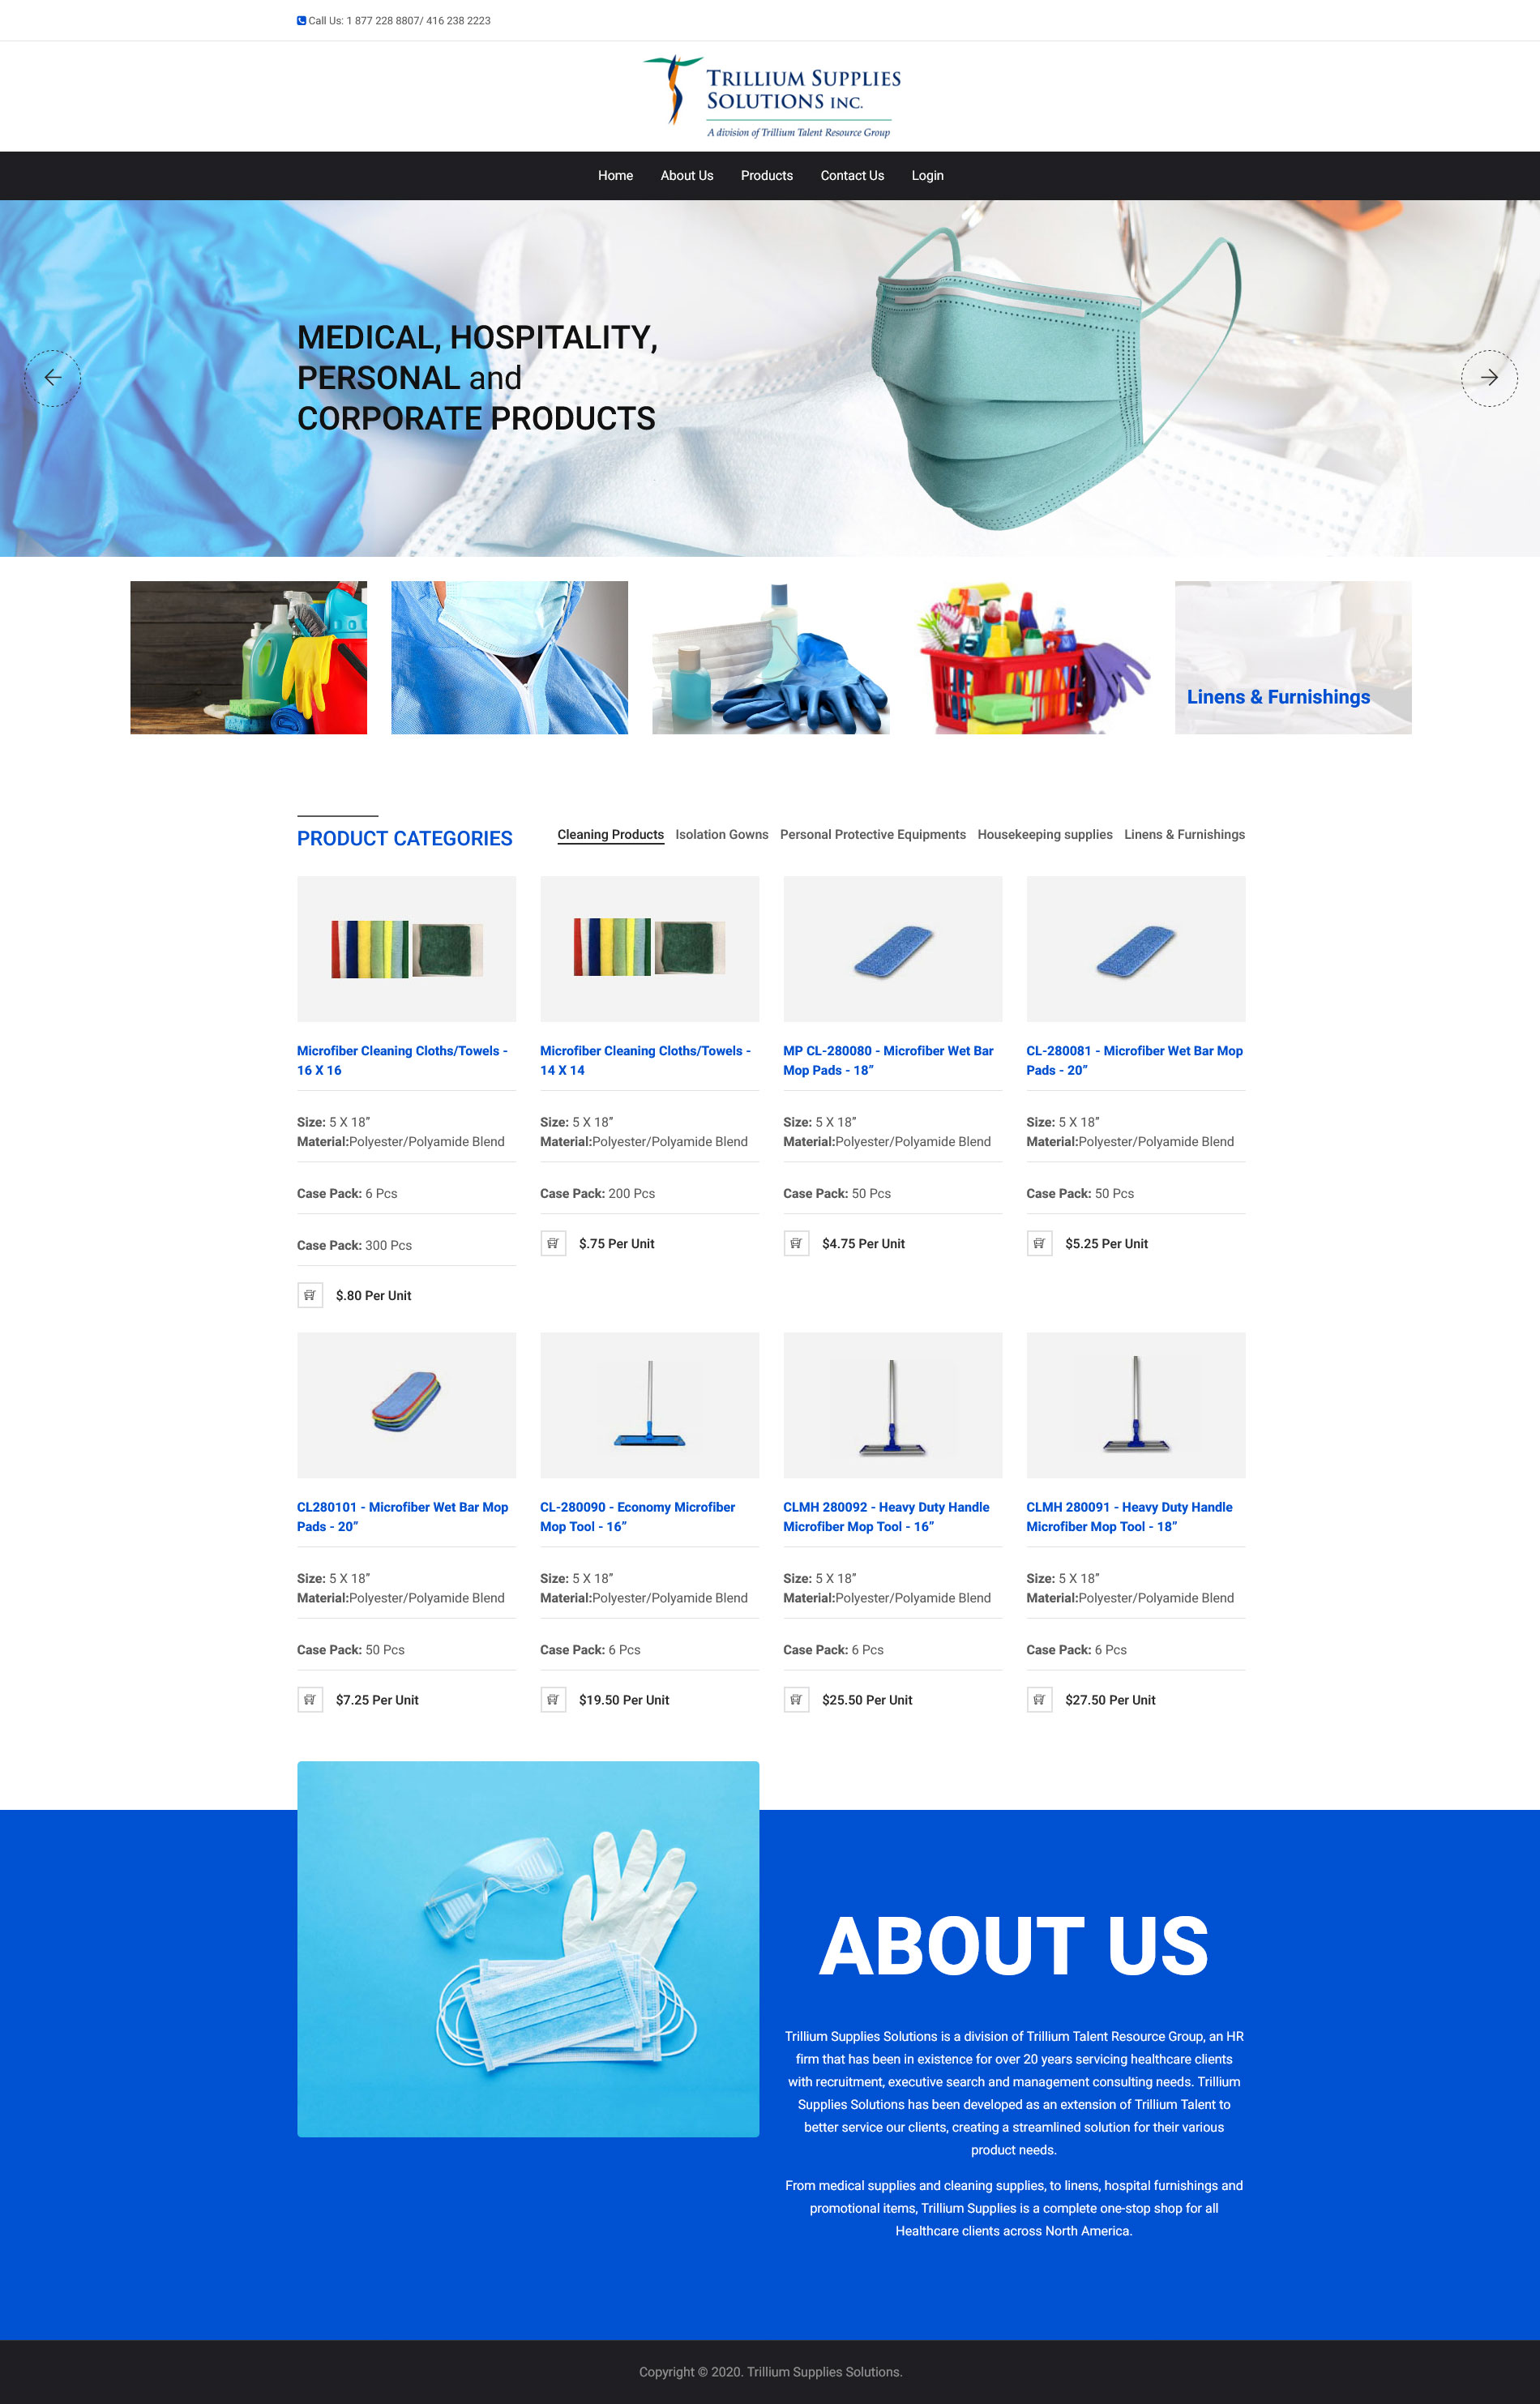 Call Us: 1 877 228 8807/ 416 238 2223
TRILLIUM SUPPLIES
SOLUTIONS INC.
A division of Trillium Talent Resource Group
Home About Us Products Contact Us Login
MEDICAL, HOSPITALITY,
PERSONAL and
CORPORATE PRODUCTS
Linens & Furnishings
PRODUCT CATEGORIES
Cleaning Products Isolation Gowns Personal Protective Equipments Housekeeping supplies Linens & Furnishings
Microfiber Cleaning Cloths/Towels -
16 X 16
Size: 5 X 18”
Material:Polyester/Polyamide Blend
Case Pack: 6 Pcs
Case Pack: 300 Pcs
$.80 Per Unit
Microfiber Cleaning Cloths/Towels -
14 X 14
Size: 5 X 18”
Material:Polyester/Polyamide Blend
Case Pack: 200 Pcs
$.75 Per Unit
MP CL-280080 - Microfiber Wet Bar
Mop Pads - 18”
Size: 5 X 18”
Material:Polyester/Polyamide Blend
Case Pack: 50 Pcs
$4.75 Per Unit
CL-280081 - Microfiber Wet Bar Mop
Pads - 20”
Size: 5 X 18”
Material:Polyester/Polyamide Blend
Case Pack: 50 Pcs
$5.25 Per Unit
CL280101 - Microfiber Wet Bar Mop
Pads - 20”
Size: 5 X 18”
Material:Polyester/Polyamide Blend
Case Pack: 50 Pcs
$7.25 Per Unit
CL-280090 - Economy Microfiber
Mop Tool - 16”
Size: 5 X 18”
Material:Polyester/Polyamide Blend
Case Pack: 6 Pcs
$19.50 Per Unit
CLMH 280092 - Heavy Duty Handle
Microfiber Mop Tool - 16”
Size: 5 X 18”
Material:Polyester/Polyamide Blend
Case Pack: 6 Pcs
$25.50 Per Unit
CLMH 280091 - Heavy Duty Handle
Microfiber Mop Tool - 18”
Size: 5 X 18”
Material:Polyester/Polyamide Blend
Case Pack: 6 Pcs
$27.50 Per Unit
ABOUT US
Trillium Supplies Solutions is a division of Trillium Talent Resource Group, an HR
firm that has been in existence for over 20 years servicing healthcare clients
with recruitment, executive search and management consulting needs. Trillium
Supplies Solutions has been developed as an extension of Trillium Talent to
better service our clients, creating a streamlined solution for their various
product needs.
From medical supplies and cleaning supplies, to linens, hospital furnishings and
promotional items, Trillium Supplies is a complete one-stop shop for all
Healthcare clients across North America.
Copyright © 2020. Trillium Supplies Solutions.